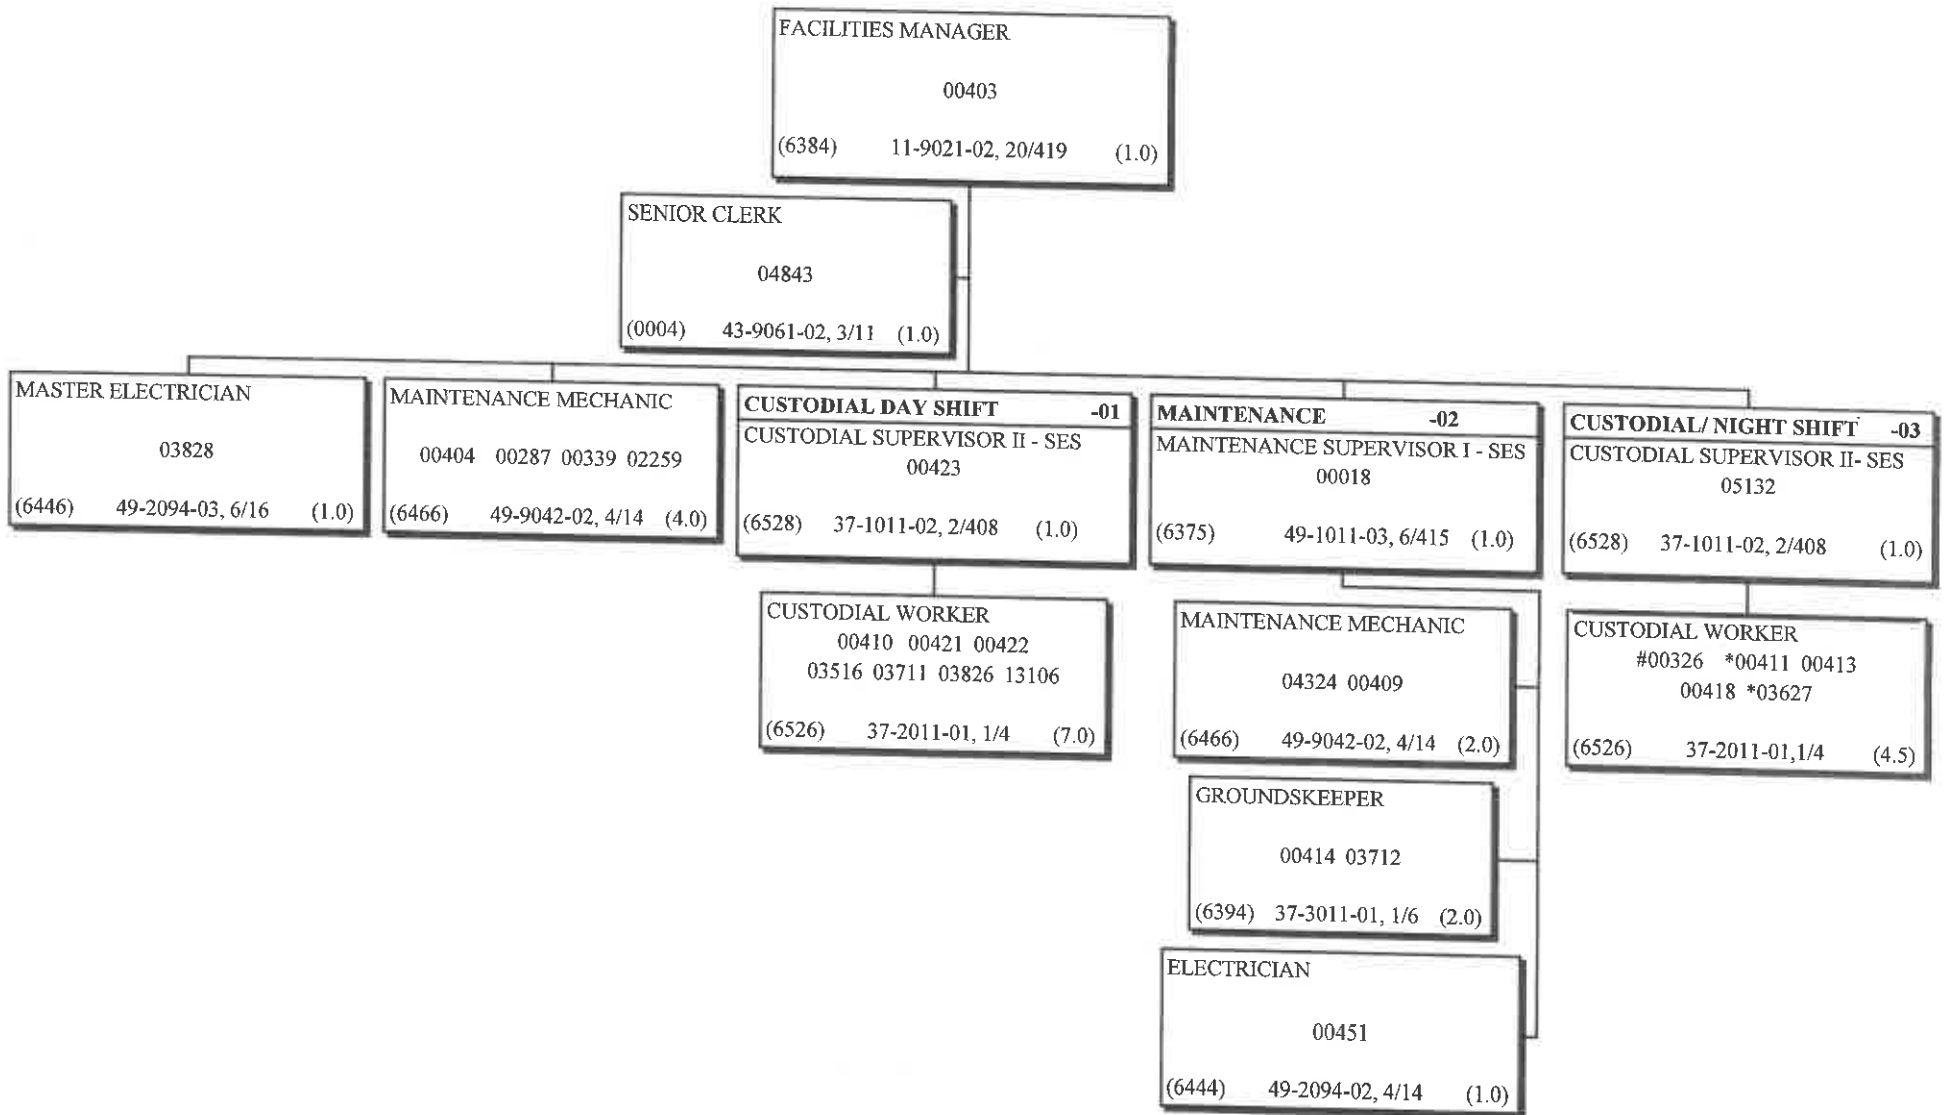 FACILITIES MANAGER
00403
(6384) 11-9021-02, 20/419 (1.0)
SENIOR CLERK
04843
(0004) 43-9061-02, 3/11 (1.0)
MASTER ELECTRICIAN
03828
(6446) 49-2094-03, 6/16 (1.0)
MAINTENANCE MECHANIC
00404 00287 00339 02259
(6466) 49-9042-02, 4/14 (4.0)
CUSTODIAL DAY SHIFT -01
CUSTODIAL SUPERVISOR II - SES
00423
(6528) 37-1011-02, 2/408 (1.0)
CUSTODIAL WORKER
00410 00421 00422
03516 03711 03826 13106
(6526) 37-2011-01, 1/4 (7.0)
MAINTENANCE -02
MAINTENANCE SUPERVISOR I - SES
00018
(6375) 49-1011-03, 6/415 (1.0)
MAINTENANCE MECHANIC
04324 00409
(6466) 49-9042-02, 4/14 (2.0)
GROUNDSKEEPER
00414 03712
(6394) 37-3011-01, 1/6 (2.0)
ELECTRICIAN
00451
(6444) 49-2094-02, 4/14 (1.0)
CUSTODIAL/ NIGHT SHIFT -03
CUSTODIAL SUPERVISOR II- SES
05132
(6528) 37-1011-02, 2/408 (1.0)
CUSTODIAL WORKER
#00326 *00411 00413
00418 *03627
(6526) 37-2011-01,1/4 (4.5)